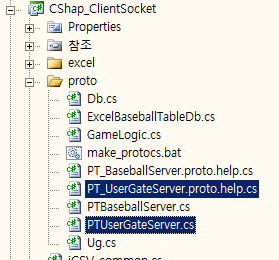 CShap_ClientSocket
Properties
참조
excel
proto
Db.cs
ExcelBaseballTableDb.cs
GameLogic.cs
make_protocs.bat
PT_BaseballServer.proto.help.cs
PT_UserGateServer.proto.help.cs
PTBaseballServer.cs
PTUserGateServer.cs
Ug.cs
iCSV_common.cs